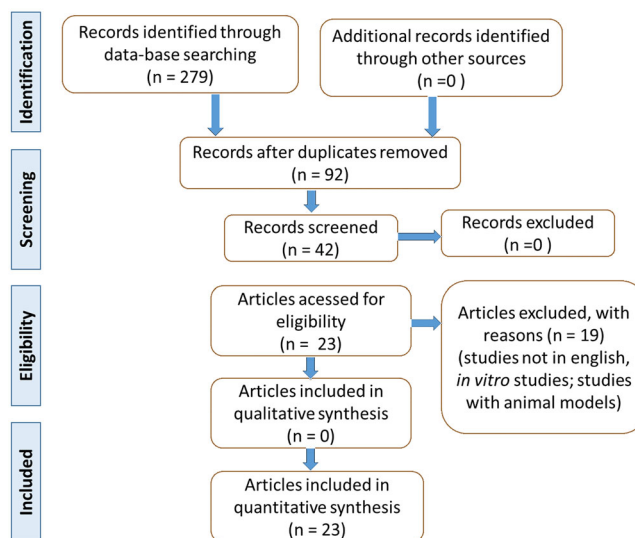 Identification
Records identified through
data-base searching
(n = 279)
Additional records identified
through other sources
(n =0 )
Records after duplicates removed
(n = 92)
Screening
Records screened
(n = 42)
Records excluded
(n =0 )
Eligibility
Articles acessed for
eligibility
(n = 23)
Articles excluded, with
reasons (n = 19)
(studies not in english,
in vitro studies; studies
with animal models)
Articles included in
qualitative synthesis
(n = 0)
Included
Articles included in
quantitative synthesis
(n = 23)